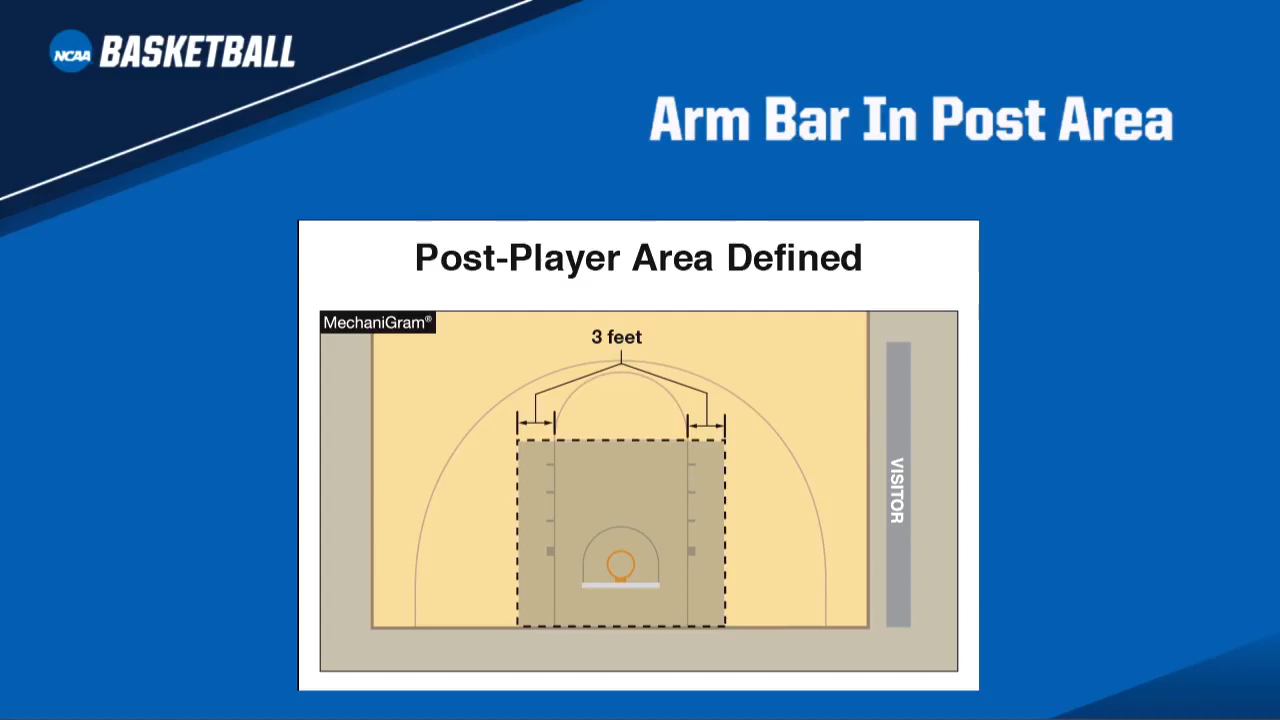 NCAA BASKETBALL
Arm Bar In Post Area
Post-Player Area Defined
MechaniGram®
3 feet
VISITOR